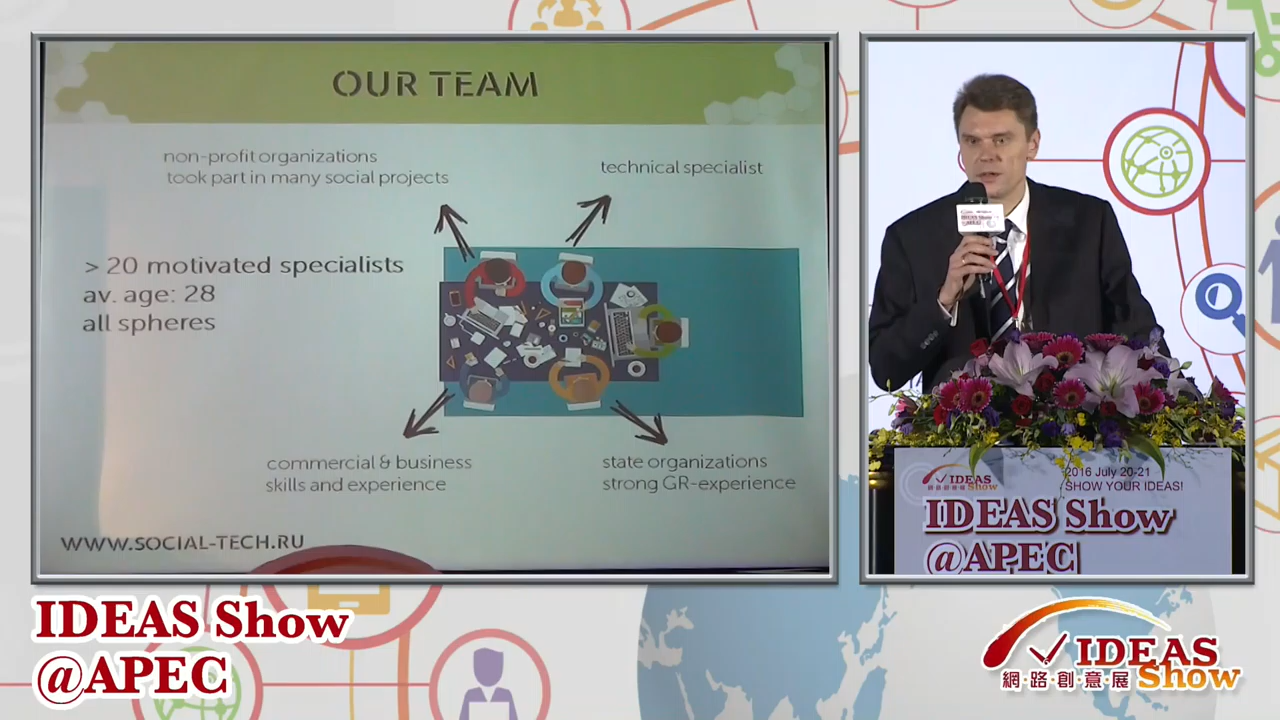 OUR TEAM
non-profit organizations
took part in many social projects
technical specialist
> 20 motivated specialists
av. age: 28
all spheres
commercial & business
skills and experience
state organizations
strong GR-experience
WWW.SOCIAL-TECH.RU
IDEAS Show
IDEAS
Show
2016 July 20-21
SHOW YOUR IDEAS!
IDEAS Show
@APEC
IDEAS Show
@APEC
IDEAS
網路創意展 Show